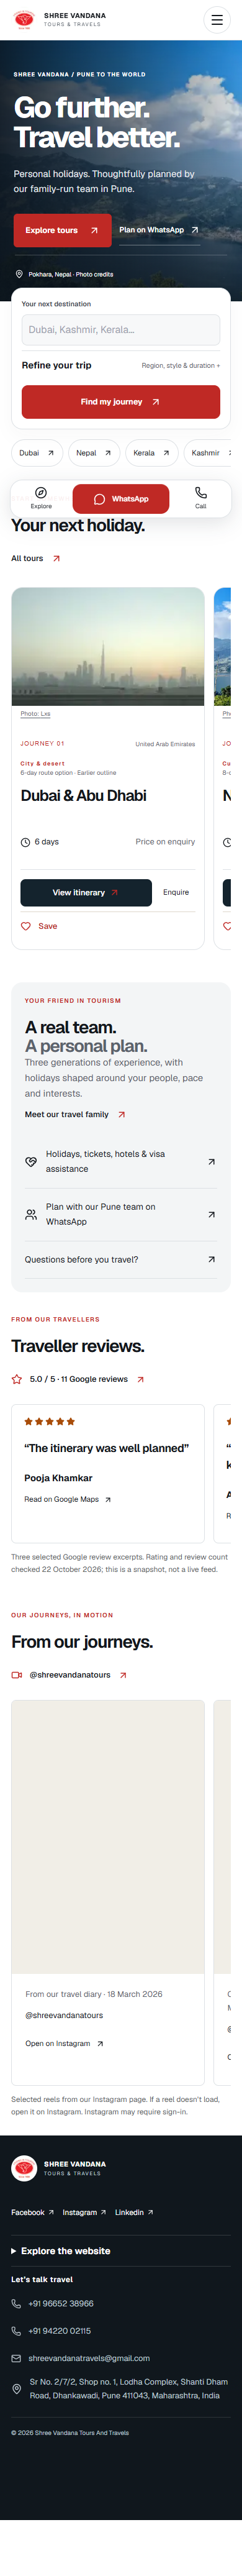 SHREE VANDANA
TOURS & TRAVELS
SHREE VANDANA / PUNE TO THE WORLD
Go further.
Travel better.
Personal holidays. Thoughtfully planned by
our family-run team in Pune.
Explore tours
Plan on WhatsApp
Pokhara, Nepal · Photo credits
Your next destination
Dubai, Kashmir, Kerala...
Refine your trip
Region, style & duration +
Find my journey
Dubai
Nepal
Kerala
Kashmir
Explore
WhatsApp
Call
Your next holiday.
All tours
Photo: Lxs
JOURNEY 01
United Arab Emirates
City & desert
6-day route option · Earlier outline
Dubai & Abu Dhabi
6 days
Price on enquiry
View itinerary
Enquire
Save
YOUR FRIEND IN TOURISM
A real team.
A personal plan.
Three generations of experience, with
holidays shaped around your people, pace
and interests.
Meet our travel family
Holidays, tickets, hotels & visa
assistance
Plan with our Pune team on
WhatsApp
Questions before you travel?
FROM OUR TRAVELLERS
Traveller reviews.
5.0 / 5 · 11 Google reviews
“The itinerary was well planned”
Pooja Khamkar
Read on Google Maps
Three selected Google review excerpts. Rating and review count
checked 22 October 2026; this is a snapshot, not a live feed.
OUR JOURNEYS, IN MOTION
From our journeys.
@shreevandanatours
From our travel diary · 18 March 2026
@shreevandanatours
Open on Instagram
Selected reels from our Instagram page. If a reel doesn't load,
open it on Instagram. Instagram may require sign-in.
SHREE VANDANA
TOURS & TRAVELS
Facebook
Instagram
Linkedin
Explore the website
Let's talk travel
+91 96652 38966
+91 94220 02115
shreevandanatravels@gmail.com
Sr No. 2/7/2, Shop no. 1, Lodha Complex, Shanti Dham
Road, Dhankawadi, Pune 411043, Maharashtra, India
© 2026 Shree Vandana Tours And Travels